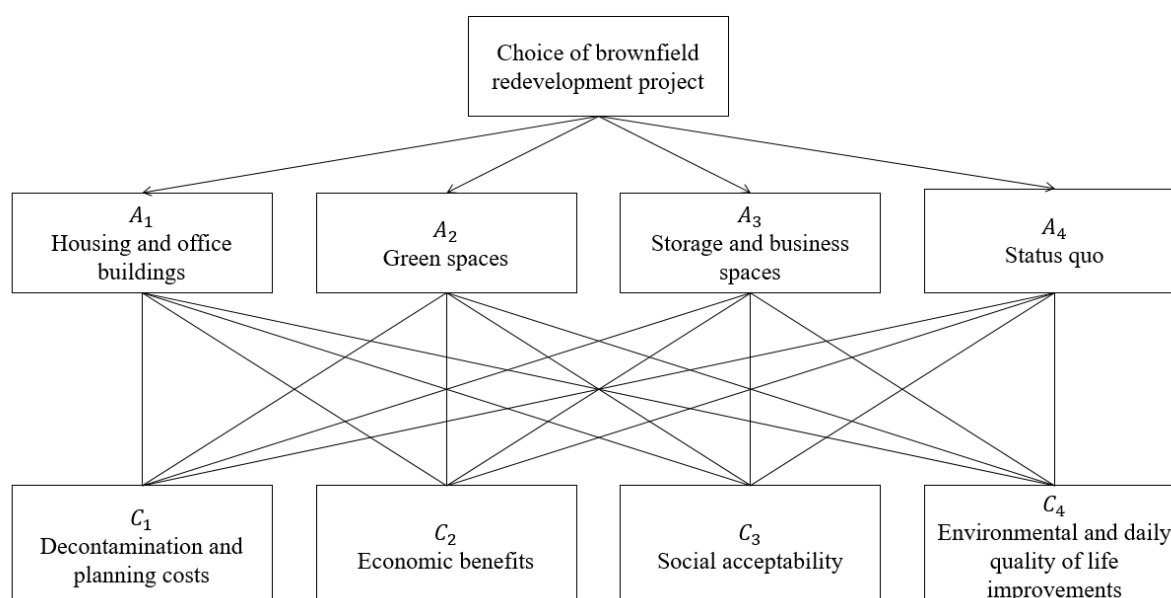 Choice of brownfield
redevelopment project
A₁
Housing and office
buildings
A₂
Green spaces
A₃
Storage and business
spaces
A₄
Status quo
C₁
Decontamination and
planning costs
C₂
Economic benefits
C₃
Social acceptability
C₄
Environmental and daily
quality of life
improvements